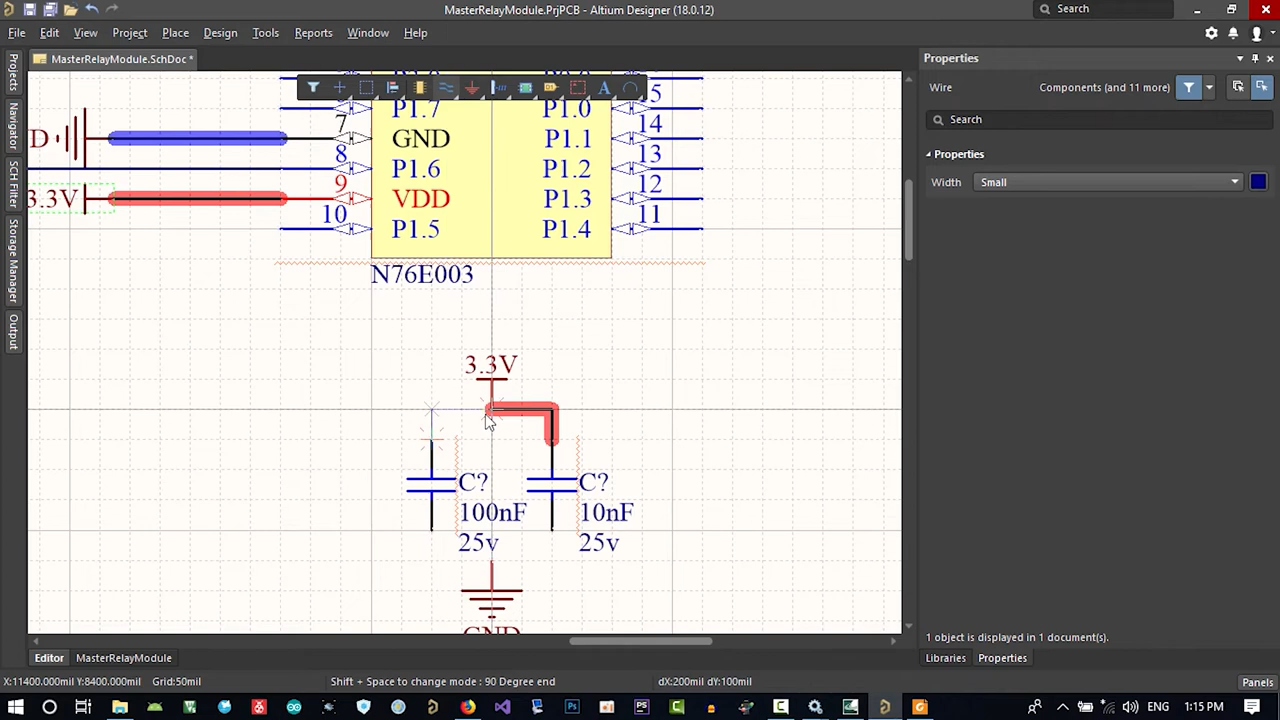 MasterRelayModule.PrjPCB - Altium Designer (18.0.12)
Search
File Edit View Project Place Design Tools Reports Window Help
MasterRelayModule.SchDoc *
Projects
Navigator
SCH Filter
Storage Manager
Output
15
P1.7 P1.0
D 7 GND P1.1 14
8 P1.6 P1.2 13
3.3V 9 VDD P1.3 12
10 P1.5 P1.4 11
N76E003
3.3V
C? C?
100nF 10nF
25v 25v
GND
Properties
Wire Components (and 11 more)
Search
Properties
Width Small
1 object is displayed in 1 document(s).
Editor MasterRelayModule
Libraries Properties
X:11400.000mil Y:8400.000mil Grid:50mil Shift + Space to change mode : 90 Degree end dX:200mil dY:100mil
Panels
ENG 1:15 PM